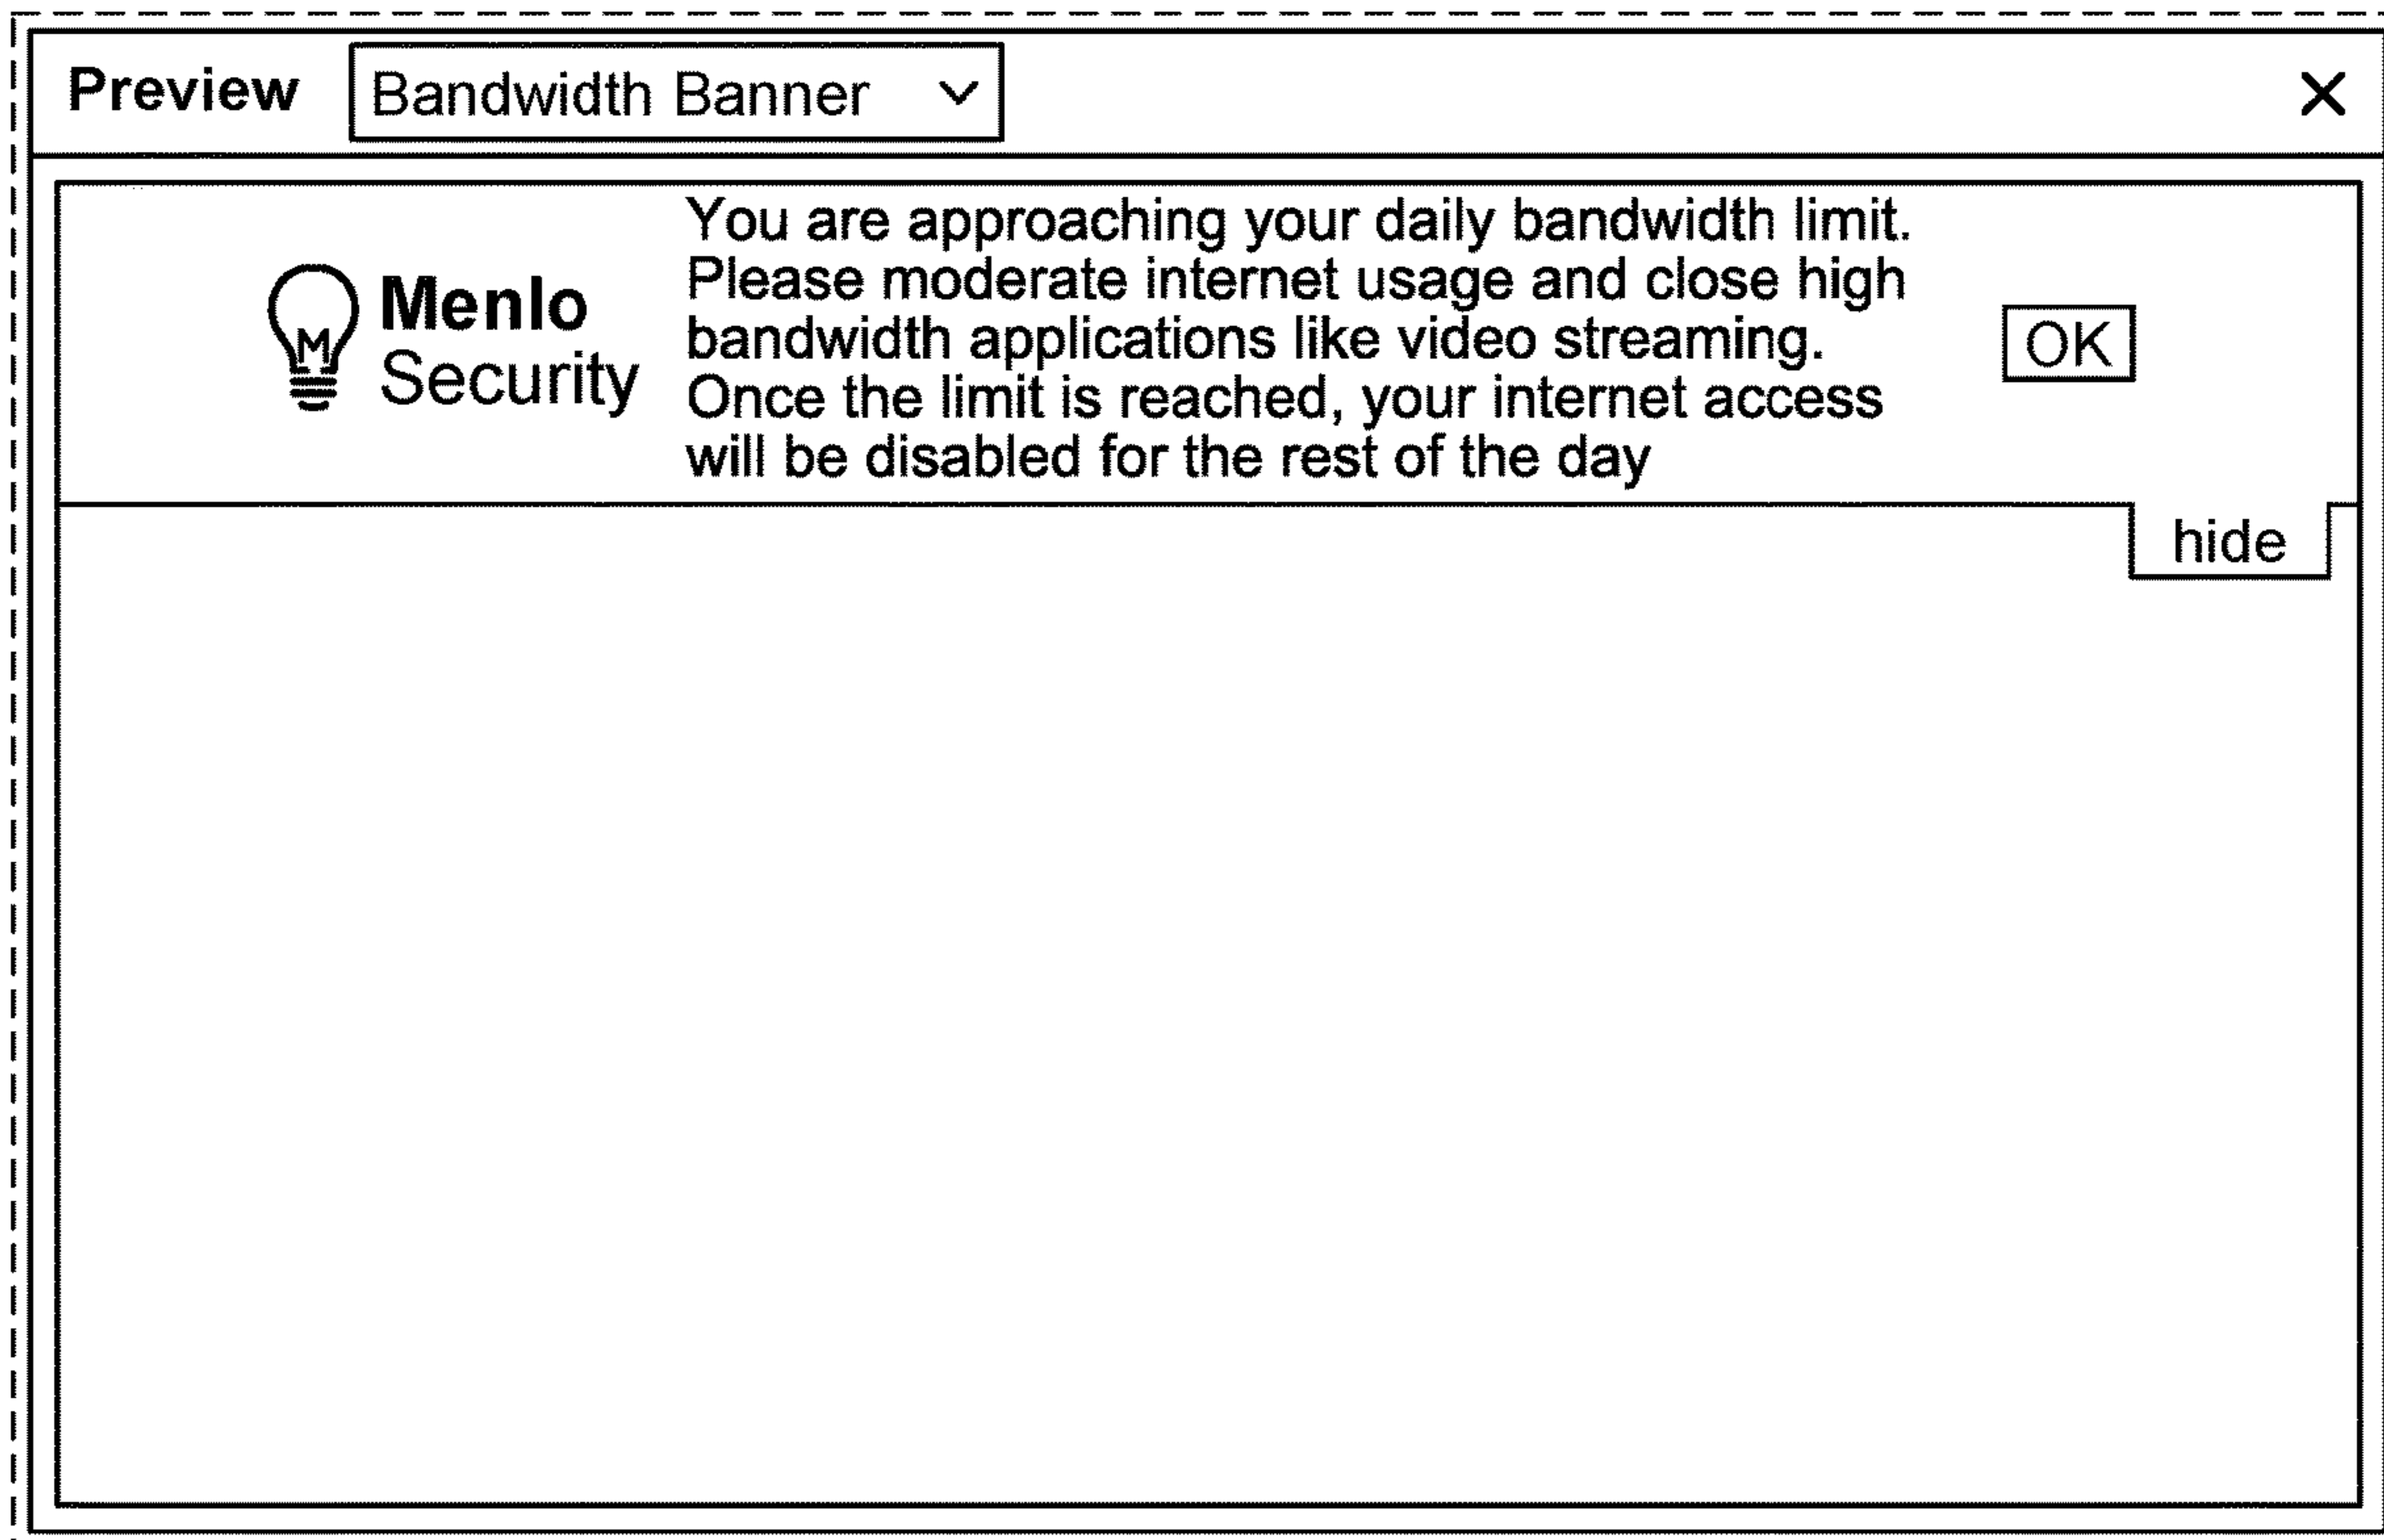 Preview
Bandwidth Banner
M
Menlo
Security
You are approaching your daily bandwidth limit.
Please moderate internet usage and close high
bandwidth applications like video streaming.
Once the limit is reached, your internet access
will be disabled for the rest of the day
OK
hide